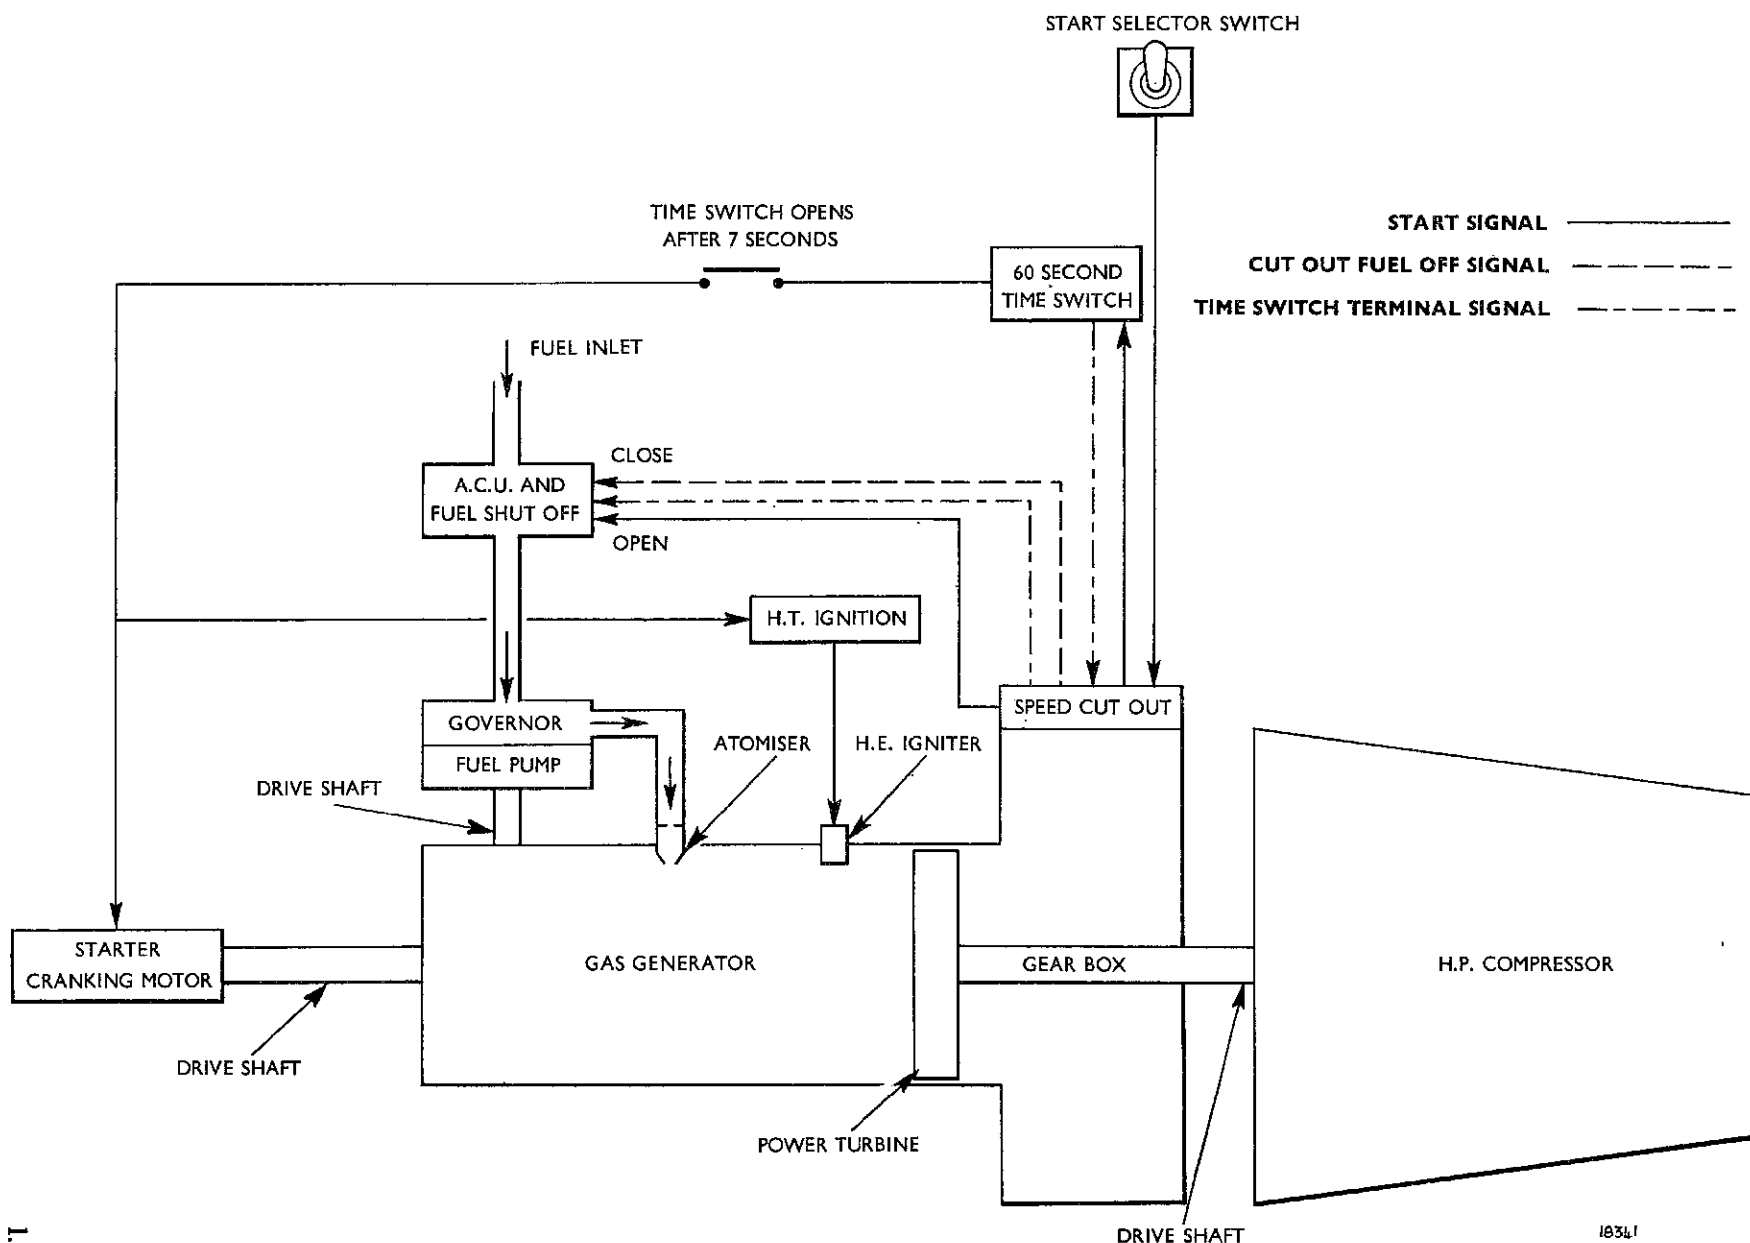 START SELECTOR SWITCH
TIME SWITCH OPENS
AFTER 7 SECONDS
60 SECOND
TIME SWITCH
START SIGNAL
CUT OUT FUEL OFF SIGNAL
TIME SWITCH TERMINAL SIGNAL
FUEL INLET
CLOSE
A.C.U. AND
FUEL SHUT OFF
OPEN
H.T. IGNITION
SPEED CUT OUT
GOVERNOR
FUEL PUMP
ATOMISER
H.E. IGNITER
DRIVE SHAFT
STARTER
CRANKING MOTOR
GAS GENERATOR
GEAR BOX
H.P. COMPRESSOR
DRIVE SHAFT
POWER TURBINE
DRIVE SHAFT
18341
1.